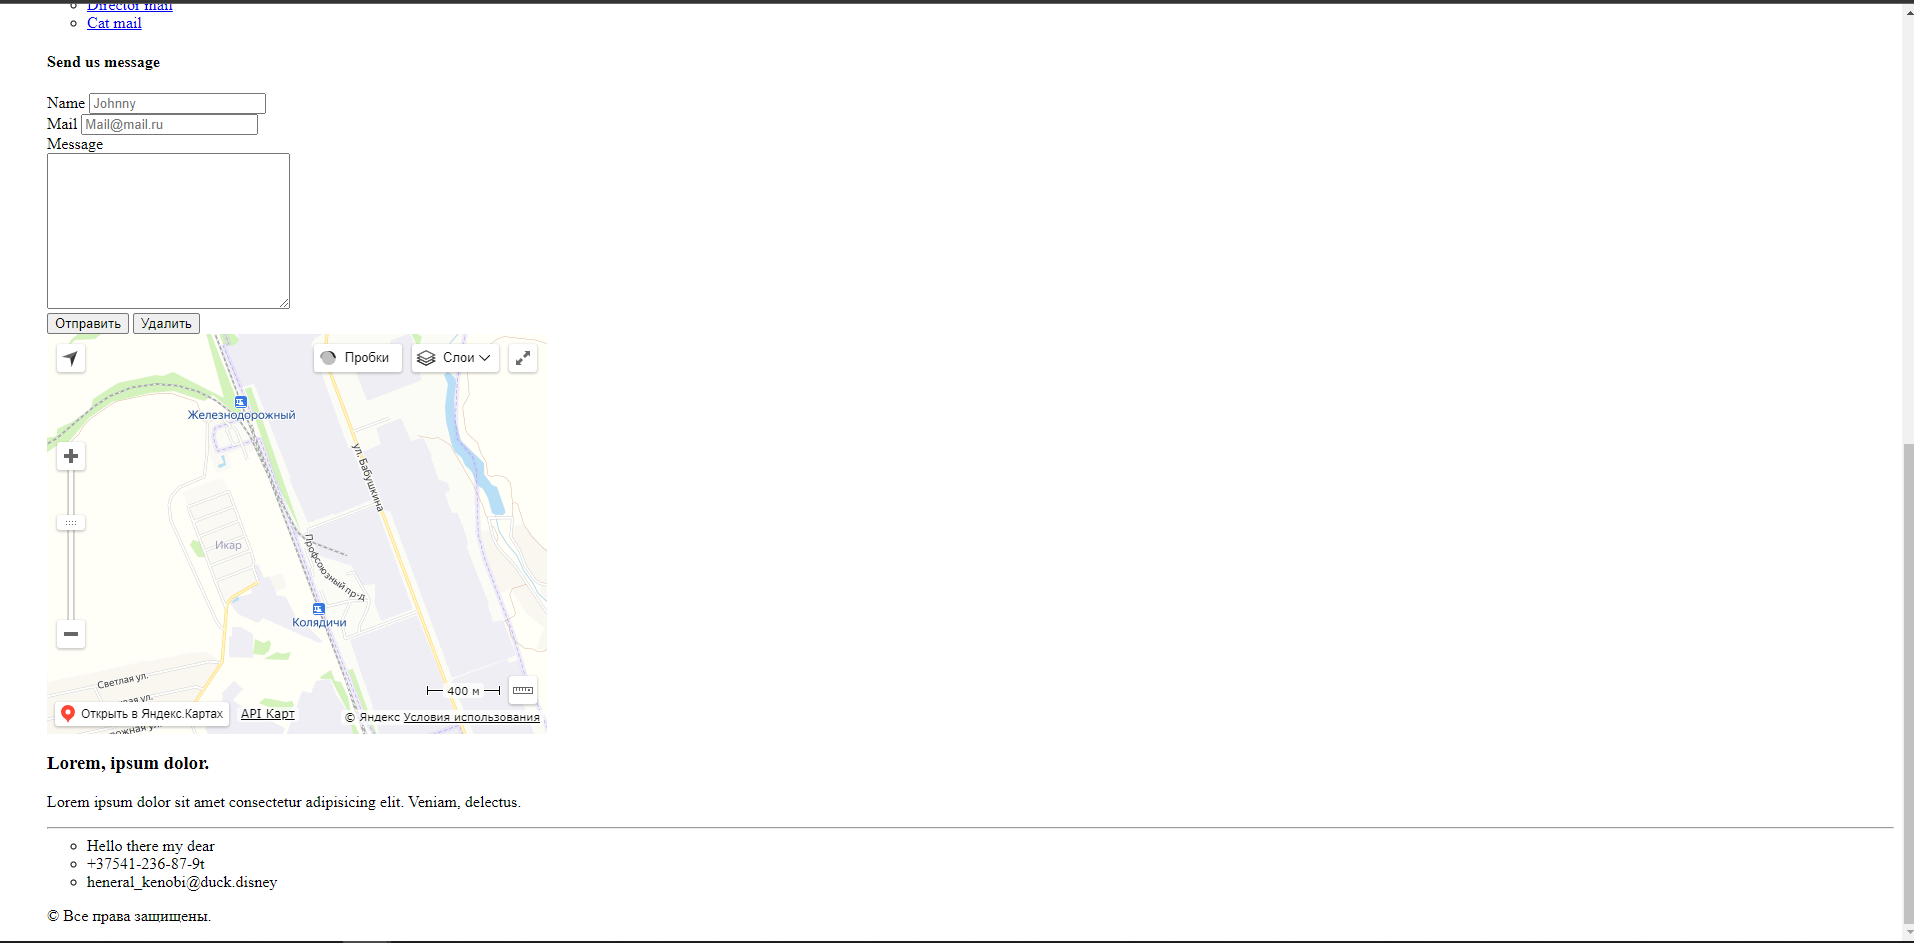 Director mail
Cat mail
Send us message
Name Johnny
Mail Mail@mail.ru
Message
Отправить Удалить
Пробки Слои
Железнодорожный
ул. Бабушкина
Профсоюзный пр-д
Икар
Колядичи
Светлая ул.
400 м
Открыть в Яндекс.Картах API Карт © Яндекс Условия использования
Lorem, ipsum dolor.
Lorem ipsum dolor sit amet consectetur adipisicing elit. Veniam, delectus.
Hello there my dear
+37541-236-87-9t
heneral_kenobi@duck.disney
© Все права защищены.